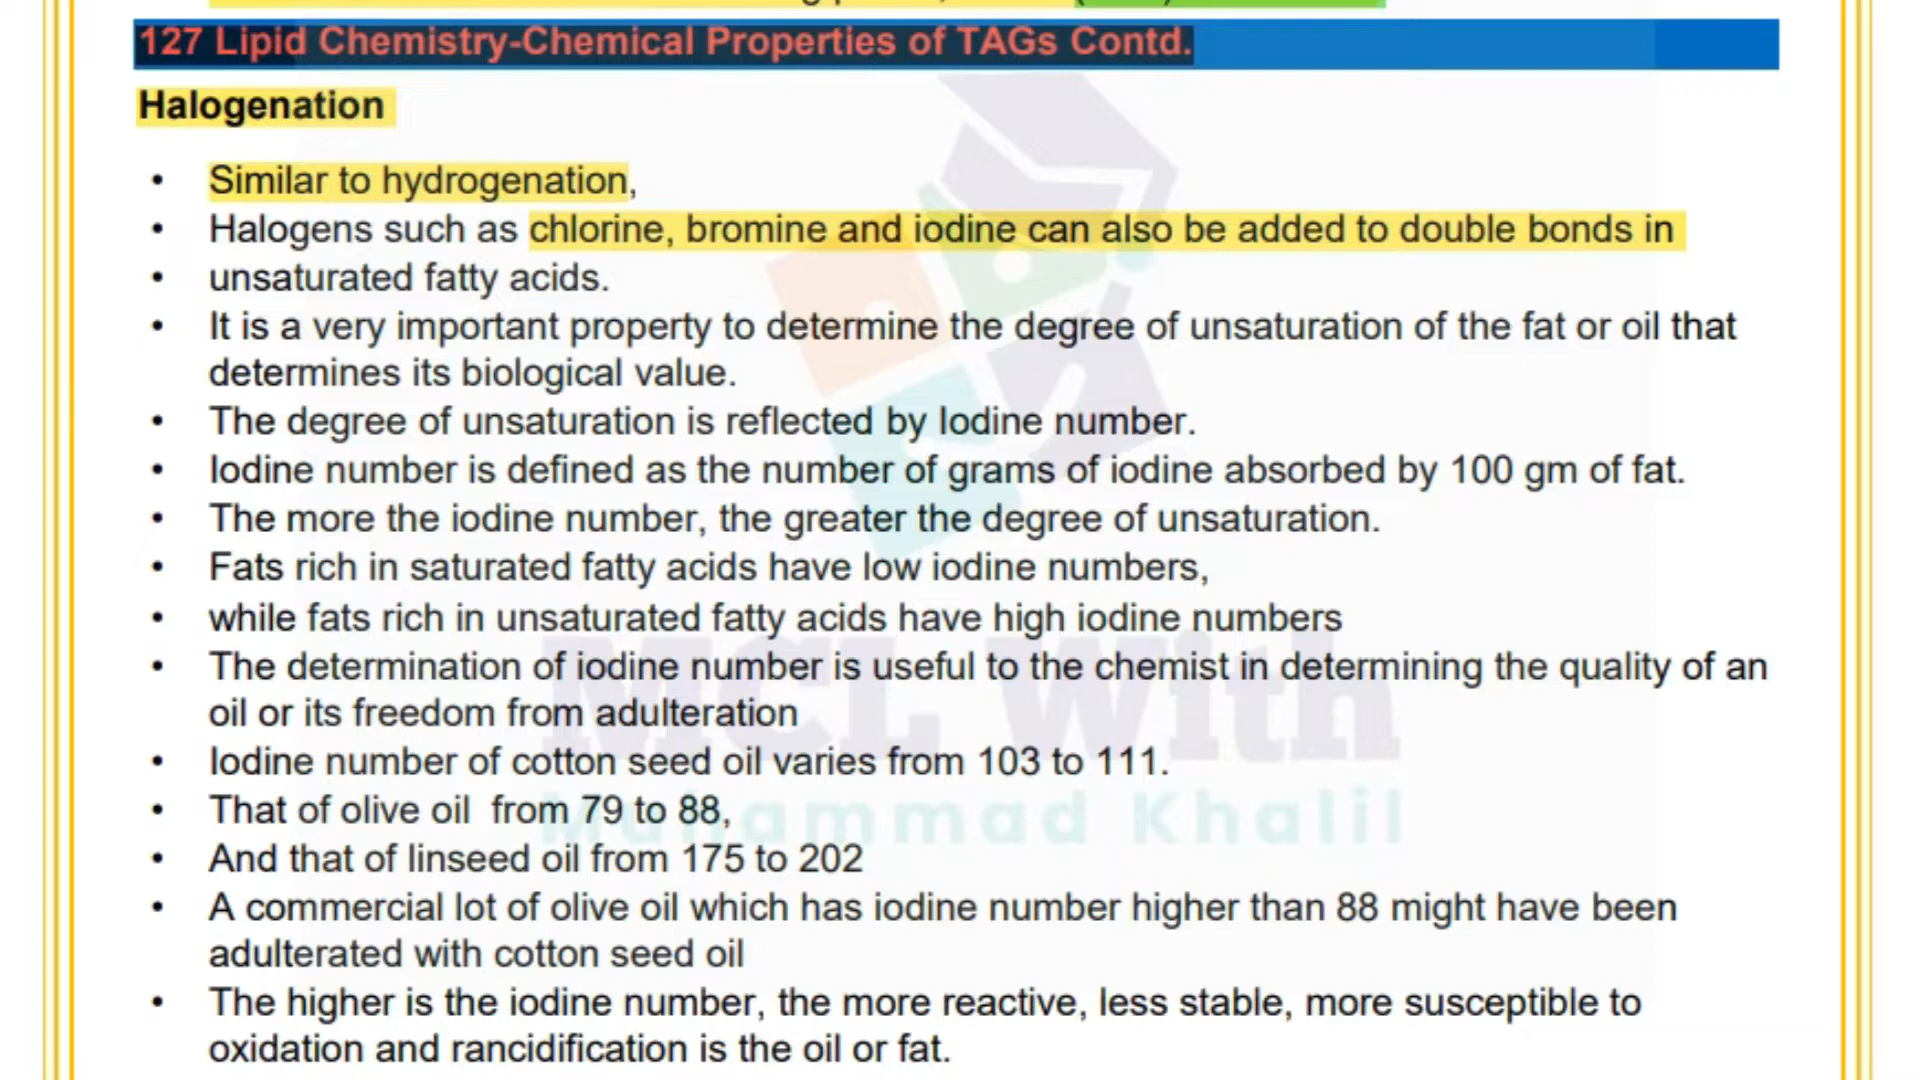 127 Lipid Chemistry-Chemical Properties of TAGs Contd.
Halogenation
• Similar to hydrogenation,
• Halogens such as chlorine, bromine and iodine can also be added to double bonds in
• unsaturated fatty acids.
• It is a very important property to determine the degree of unsaturation of the fat or oil that
determines its biological value.
• The degree of unsaturation is reflected by Iodine number.
• Iodine number is defined as the number of grams of iodine absorbed by 100 gm of fat.
• The more the iodine number, the greater the degree of unsaturation.
• Fats rich in saturated fatty acids have low iodine numbers,
• while fats rich in unsaturated fatty acids have high iodine numbers
• The determination of iodine number is useful to the chemist in determining the quality of an
oil or its freedom from adulteration
• Iodine number of cotton seed oil varies from 103 to 111.
• That of olive oil from 79 to 88,
• And that of linseed oil from 175 to 202
• A commercial lot of olive oil which has iodine number higher than 88 might have been
adulterated with cotton seed oil
• The higher is the iodine number, the more reactive, less stable, more susceptible to
oxidation and rancidification is the oil or fat.
MCL With
Muhammad Khalil